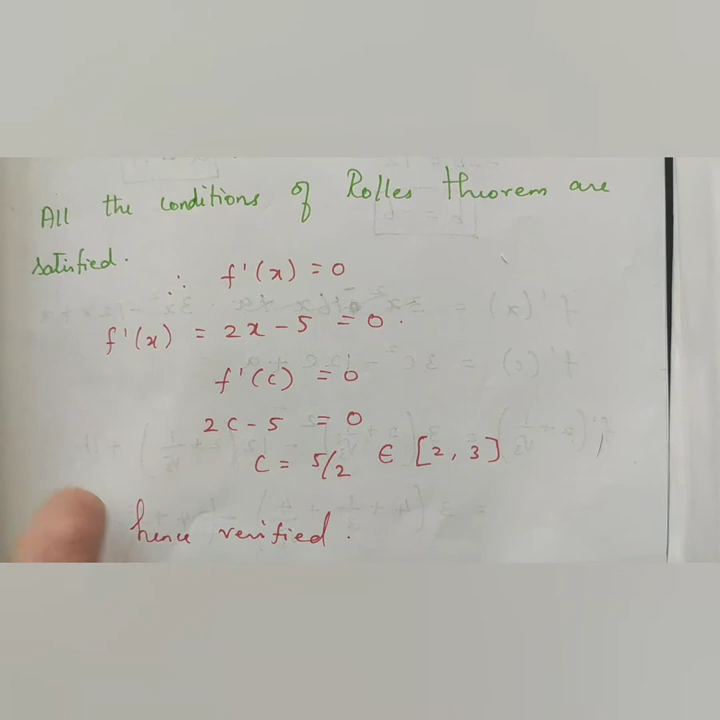 All the conditions of Rolles theorem are
satisfied.
∴ f'(x) = 0
f'(x) = 2x - 5 = 0.
f'(c) = 0
2c - 5 = 0
c = 5/2 ∈ [2, 3]
hence verified.